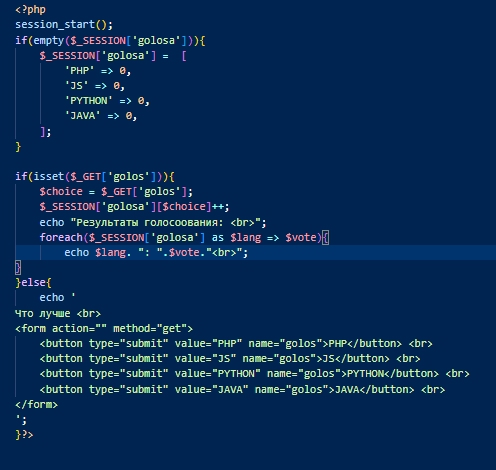 <?php
session_start();
if(empty($_SESSION['golosa'])){
    $_SESSION['golosa'] =  [
        'PHP' => 0,
        'JS' => 0,
        'PYTHON' => 0,
        'JAVA' => 0,
    ];
}

if(isset($_GET['golos'])){
    $choice = $_GET['golos'];
    $_SESSION['golosa'][$choice]++;
    echo "Результаты голосоования: <br>";
    foreach($_SESSION['golosa'] as $lang => $vote){
        echo $lang. ": ".$vote."<br>";
}
}else{
    echo '
Что лучше <br>
<form action="" method="get">
    <button type="submit" value="PHP" name="golos">PHP</button> <br>
    <button type="submit" value="JS" name="golos">JS</button> <br>
    <button type="submit" value="PYTHON" name="golos">PYTHON</button> <br>
    <button type="submit" value="JAVA" name="golos">JAVA</button> <br>
</form>
';
}?>